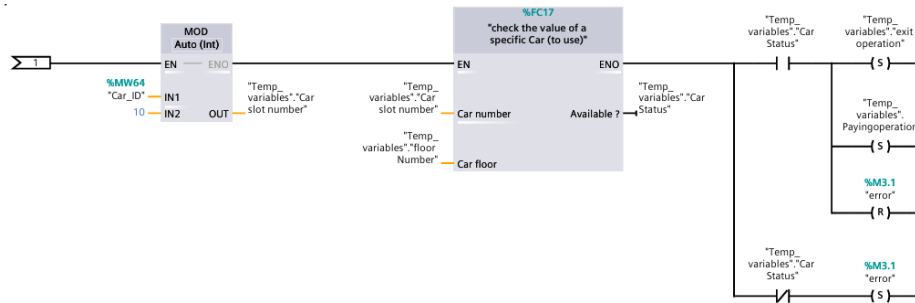 1
MOD
Auto (Int)
EN
ENO
%MW64
"Car_ID"
IN1
10
IN2
OUT
"Temp_
variables"."Car
slot number"
%FC17
"check the value of a
specific Car (to use)"
EN
ENO
"Temp_
variables"."Car
slot number"
Car number
"Temp_
variables"."floor
Number"
Car floor
Available ?
"Temp_
variables"."Car
Status"
"Temp_
variables"."Car
Status"
"Temp_
variables"."exit
operation"
S
"Temp_
variables".
Payingoperation
S
%M3.1
"error"
R
"Temp_
variables"."Car
Status"
%M3.1
"error"
S